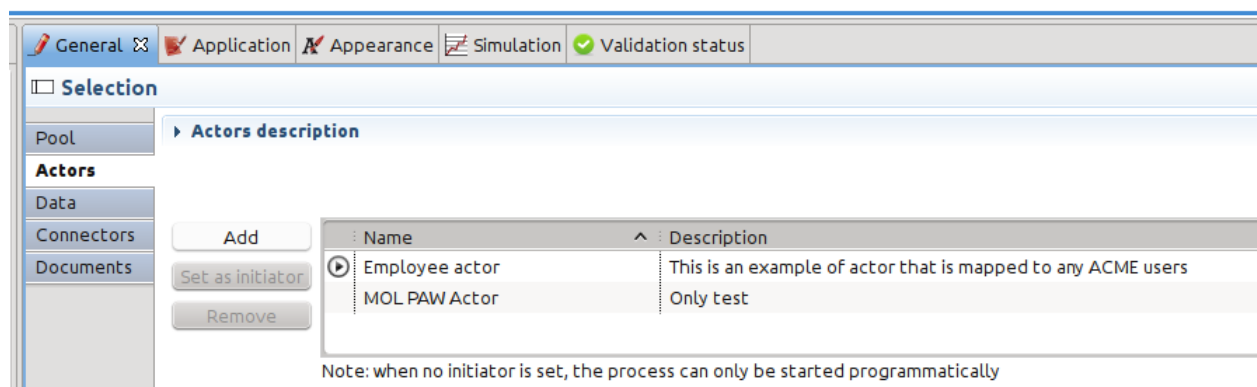 General Application Appearance Simulation Validation status
Selection
Pool
Actors
Data
Connectors
Documents
Actors description
Add
Set as initiator
Remove
Name Description
Employee actor This is an example of actor that is mapped to any ACME users
MOL PAW Actor Only test
Note: when no initiator is set, the process can only be started programmatically